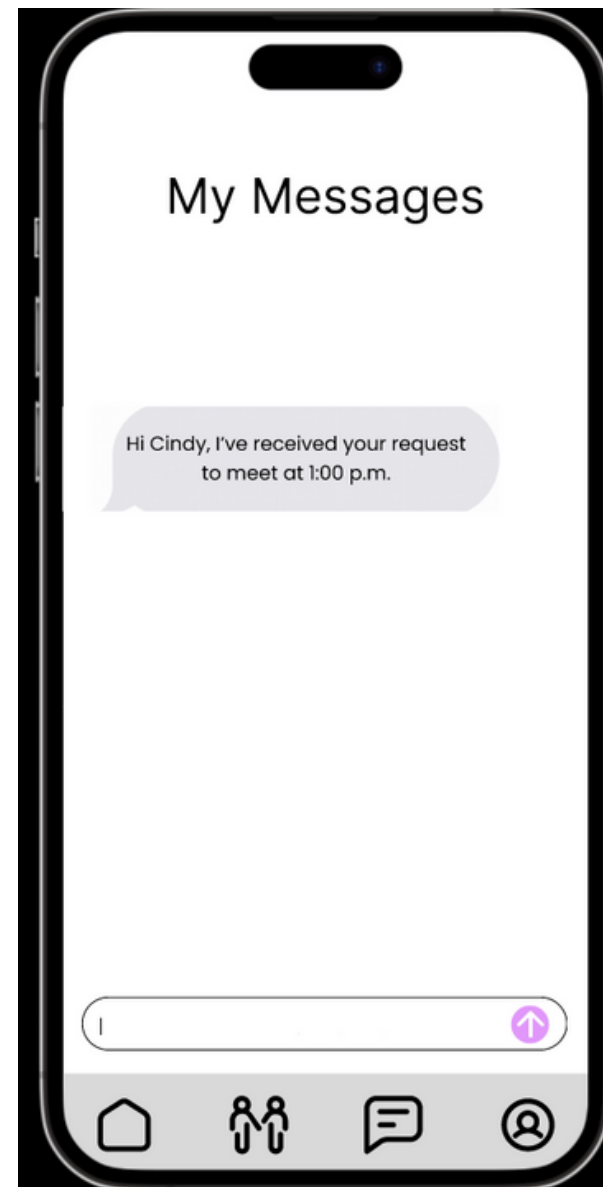 My Messages
Hi Cindy, I’ve received your request
to meet at 1:00 p.m.